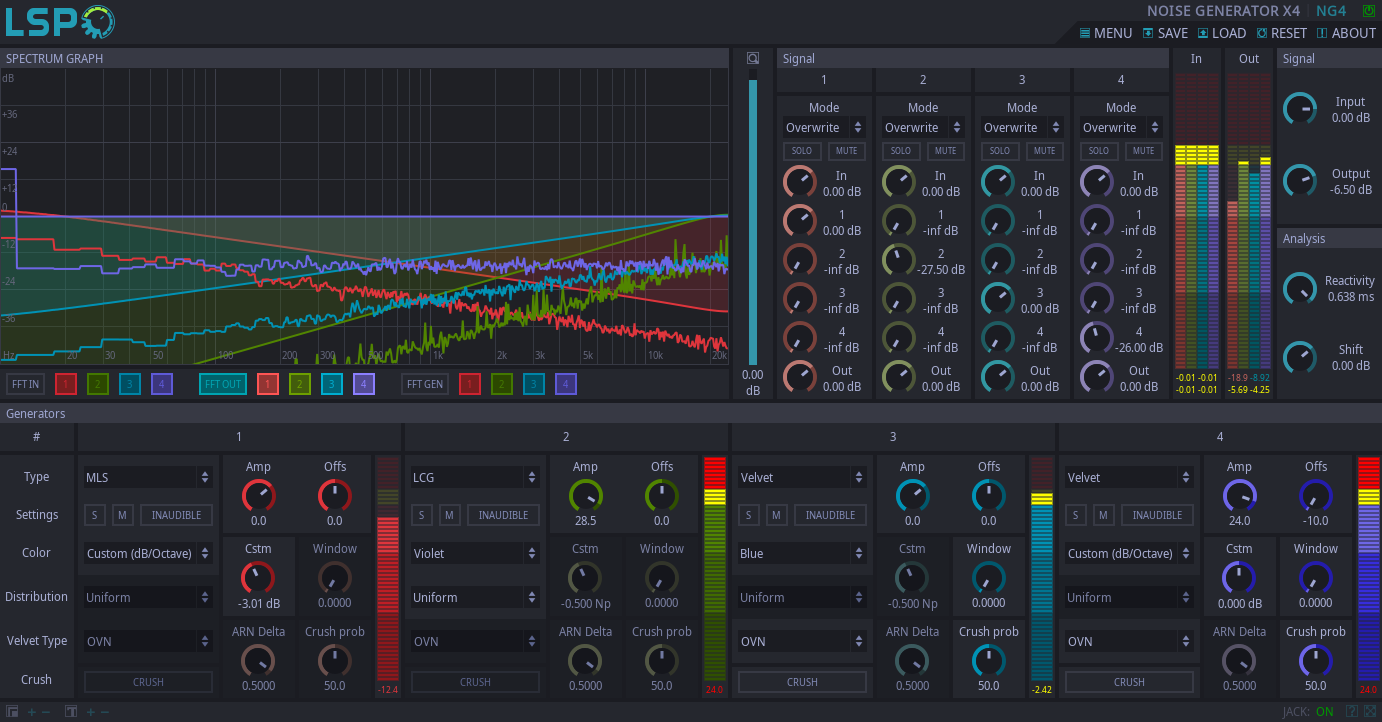 LSP
NOISE GENERATOR X4 NG4
MENU SAVE LOAD RESET ABOUT
SPECTRUM GRAPH
dB
+36
+24
+12
0
-12
-24
-36
Hz 20 30 50 100 200 300 1k 2k 3k 5k 10k 20k
FFT IN 1 2 3 4 FFT OUT 1 2 3 4 FFT GEN 1 2 3 4
0.00
dB
Signal
1 2 3 4
Mode Mode Mode Mode
Overwrite Overwrite Overwrite Overwrite
SOLO MUTE SOLO MUTE SOLO MUTE SOLO MUTE
In In In In
0.00 dB 0.00 dB 0.00 dB 0.00 dB
1 1 1 1
0.00 dB -inf dB -inf dB -inf dB
2 2 2 2
-inf dB -27.50 dB -inf dB -inf dB
3 3 3 3
-inf dB -inf dB 0.00 dB -inf dB
4 4 4 4
-inf dB -inf dB -inf dB -26.00 dB
Out Out Out Out
0.00 dB 0.00 dB 0.00 dB 0.00 dB
In Out
-0.01 -0.01 -18.9 -8.92
-0.01 -0.01 -5.69 -4.25
Signal
Input
0.00 dB
Output
-6.50 dB
Analysis
Reactivity
0.638 ms
Shift
0.00 dB
Generators
# 1 2 3 4
Type
Settings
Color
Distribution
Velvet Type
Crush
MLS
S M INAUDIBLE
Custom (dB/Octave)
Uniform
OVN
CRUSH
Amp Offs
0.0 0.0
Cstm Window
-3.01 dB 0.0000
ARN Delta Crush prob
0.5000 50.0
-12.4
LCG
S M INAUDIBLE
Violet
Uniform
OVN
CRUSH
Amp Offs
28.5 0.0
Cstm Window
-0.500 Np 0.0000
ARN Delta Crush prob
0.5000 50.0
24.0
Velvet
S M INAUDIBLE
Blue
Uniform
OVN
CRUSH
Amp Offs
0.0 0.0
Cstm Window
-0.500 Np 0.0000
ARN Delta Crush prob
0.5000 50.0
-2.42
Velvet
S M INAUDIBLE
Custom (dB/Octave)
Uniform
OVN
CRUSH
Amp Offs
24.0 -10.0
Cstm Window
0.000 dB 0.0000
ARN Delta Crush prob
0.5000 50.0
24.0
JACK: ON